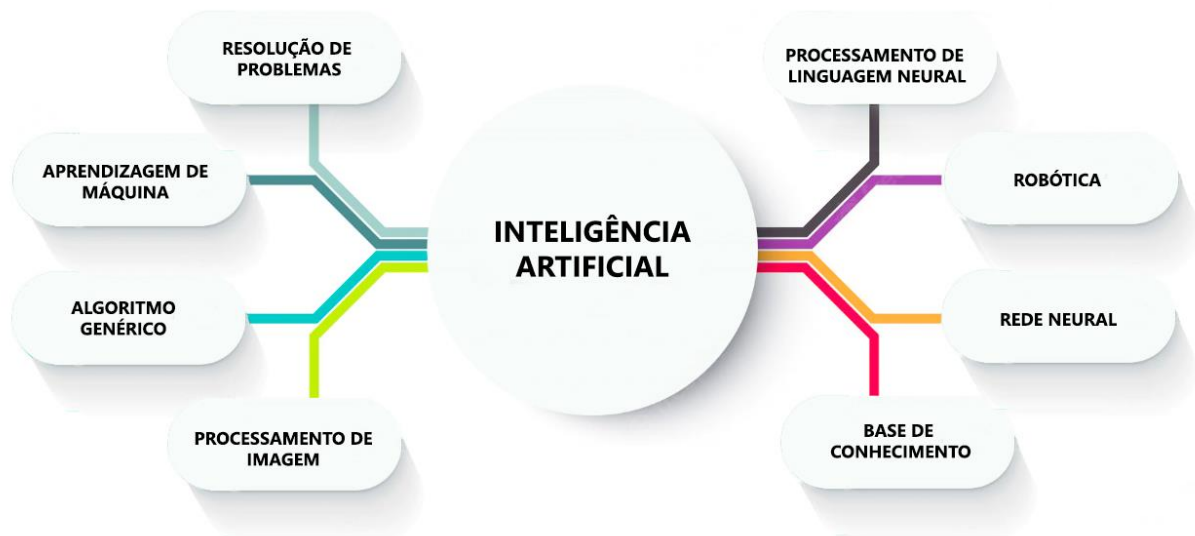 RESOLUÇÃO DE
PROBLEMAS
APRENDIZAGEM DE
MÁQUINA
ALGORITMO
GENÉRICO
PROCESSAMENTO DE
IMAGEM
INTELIGÊNCIA
ARTIFICIAL
PROCESSAMENTO DE
LINGUAGEM NEURAL
ROBÓTICA
REDE NEURAL
BASE DE
CONHECIMENTO